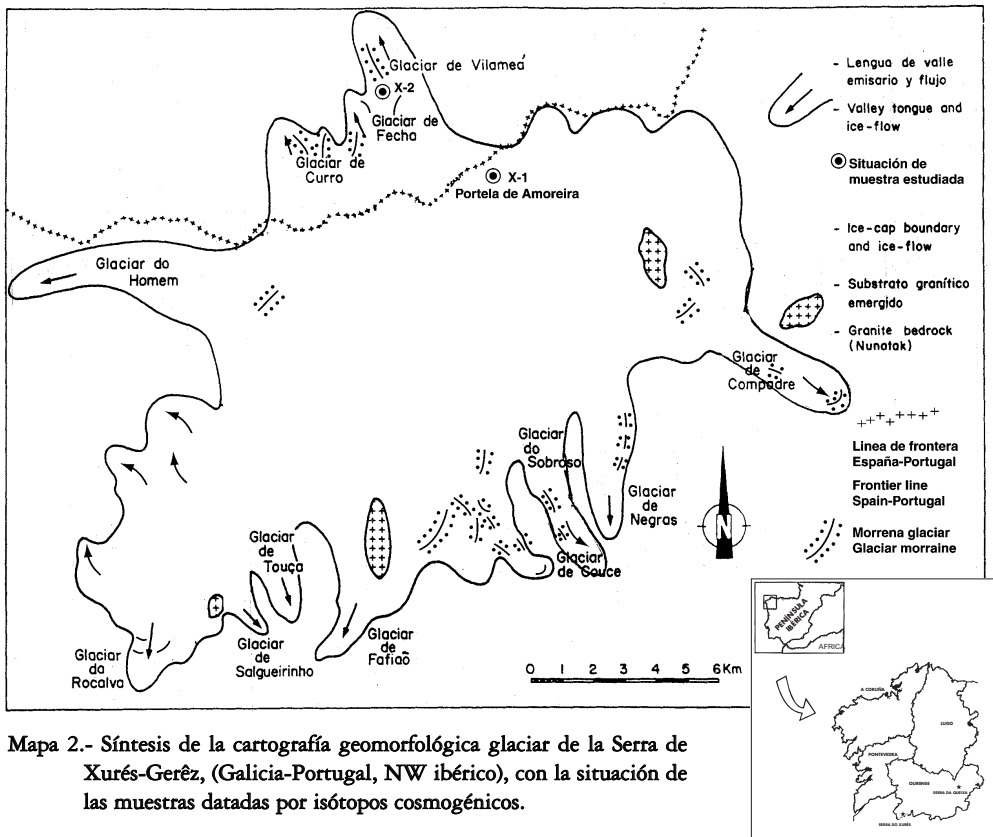 Glaciar de Vilameá
X-2
Glaciar de
Fecha
Glaciar de
Curro
X-1
Portela de Amoreira
Glaciar do
Homem
Glaciar
de
Compadre
Glaciar
do
Sobroso
Glaciar
de
Negras
Glaciar
de
Couce
Glaciar
de
Touça
Glaciar
de
Fafiaõ
Glaciar
de
Salgueirinho
Glaciar
da
Rocalva
N
0 1 2 3 4 5 6 Km
- Lengua de valle
emisario y flujo
- Valley tongue and
ice-flow
Situación de
muestra estudiada
- Ice-cap boundary
and ice-flow
- Substrato granítico
emergido
- Granite bedrock
(Nunatak)
Linea de frontera
España-Portugal
Frontier line
Spain-Portugal
Morrena glaciar
Glaciar morraine
PENÍNSULA
IBÉRICA
AFRICA
A CORUÑA
LUGO
PONTEVEDRA
OURENSE
SERRA DA QUEIXA
SERRA DO XURÉS
Mapa 2.- Síntesis de la cartografía geomorfológica glaciar de la Serra de
Xurés-Gerêz, (Galicia-Portugal, NW ibérico), con la situación de
las muestras datadas por isótopos cosmogénicos.